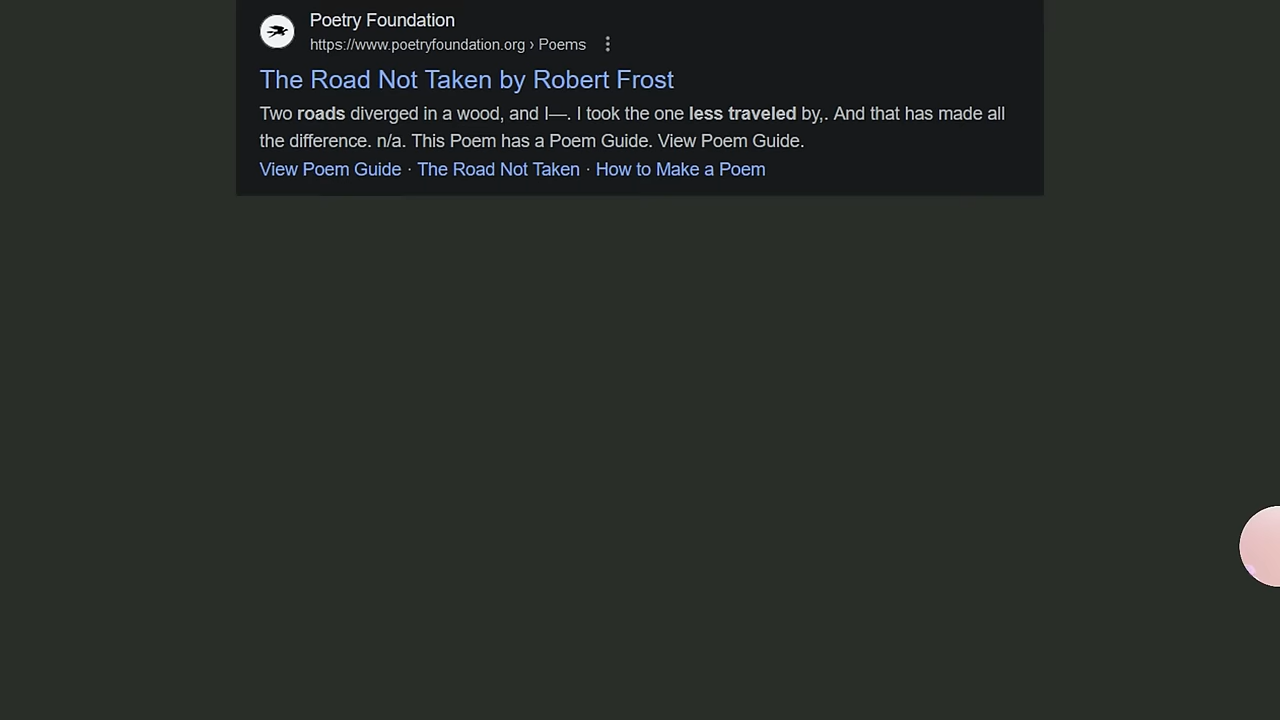 Poetry Foundation
https://www.poetryfoundation.org › Poems
The Road Not Taken by Robert Frost
Two roads diverged in a wood, and I—. I took the one less traveled by,. And that has made all
the difference. n/a. This Poem has a Poem Guide. View Poem Guide.
View Poem Guide · The Road Not Taken · How to Make a Poem